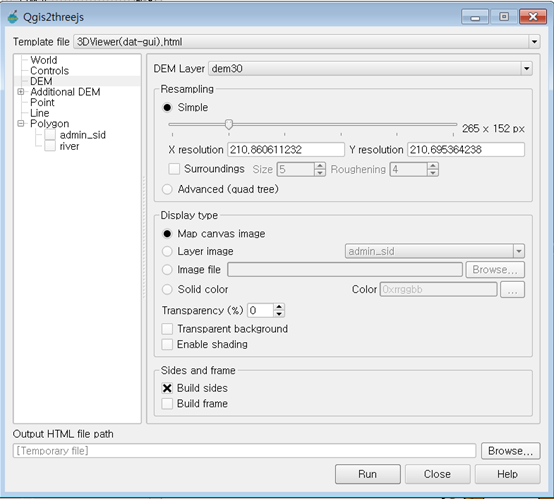 Qgis2threejs
Template file 3DViewer(dat-gui).html
World
Controls
DEM
Additional DEM
Point
Line
Polygon
admin_sid
river
DEM Layer dem30
Resampling
Simple
265 x 152 px
X resolution 210,860611232 Y resolution 210,695364238
Surroundings Size 5 Roughening 4
Advanced (quad tree)
Display type
Map canvas image
Layer image admin_sid
Image file Browse...
Solid color Color 0xrrggbb ...
Transparency (%) 0
Transparent background
Enable shading
Sides and frame
Build sides
Build frame
Output HTML file path
[Temporary file] Browse...
Run Close Help